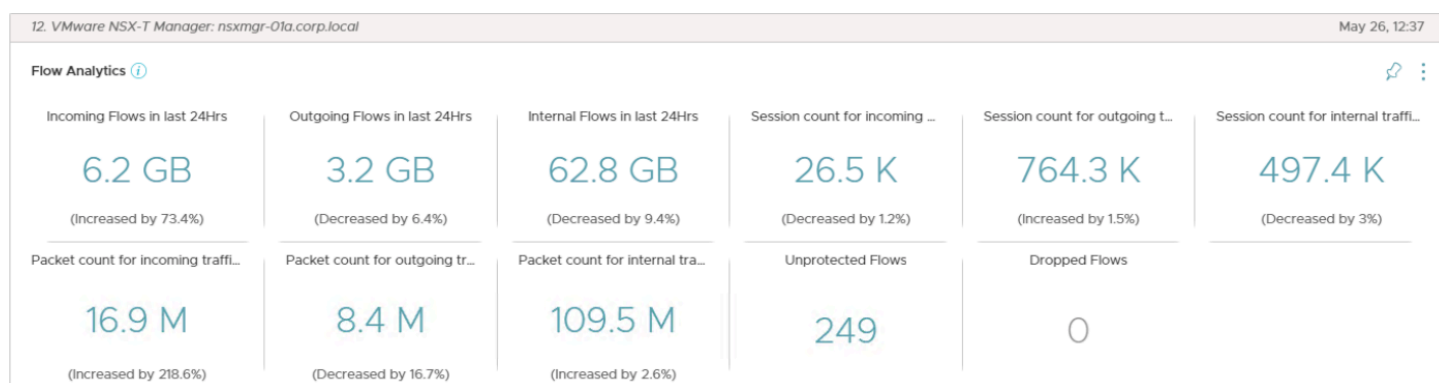 12. VMware NSX-T Manager: nsxmgr-01a.corp.local May 26, 12:37
Flow Analytics
Incoming Flows in last 24Hrs Outgoing Flows in last 24Hrs Internal Flows in last 24Hrs Session count for incoming ... Session count for outgoing t... Session count for internal traffi...
6.2 GB 3.2 GB 62.8 GB 26.5 K 764.3 K 497.4 K
(Increased by 73.4%) (Decreased by 6.4%) (Decreased by 9.4%) (Decreased by 1.2%) (Increased by 1.5%) (Decreased by 3%)
Packet count for incoming traffi... Packet count for outgoing tr... Packet count for internal tra... Unprotected Flows Dropped Flows
16.9 M 8.4 M 109.5 M 249 0
(Increased by 218.6%) (Decreased by 16.7%) (Increased by 2.6%)